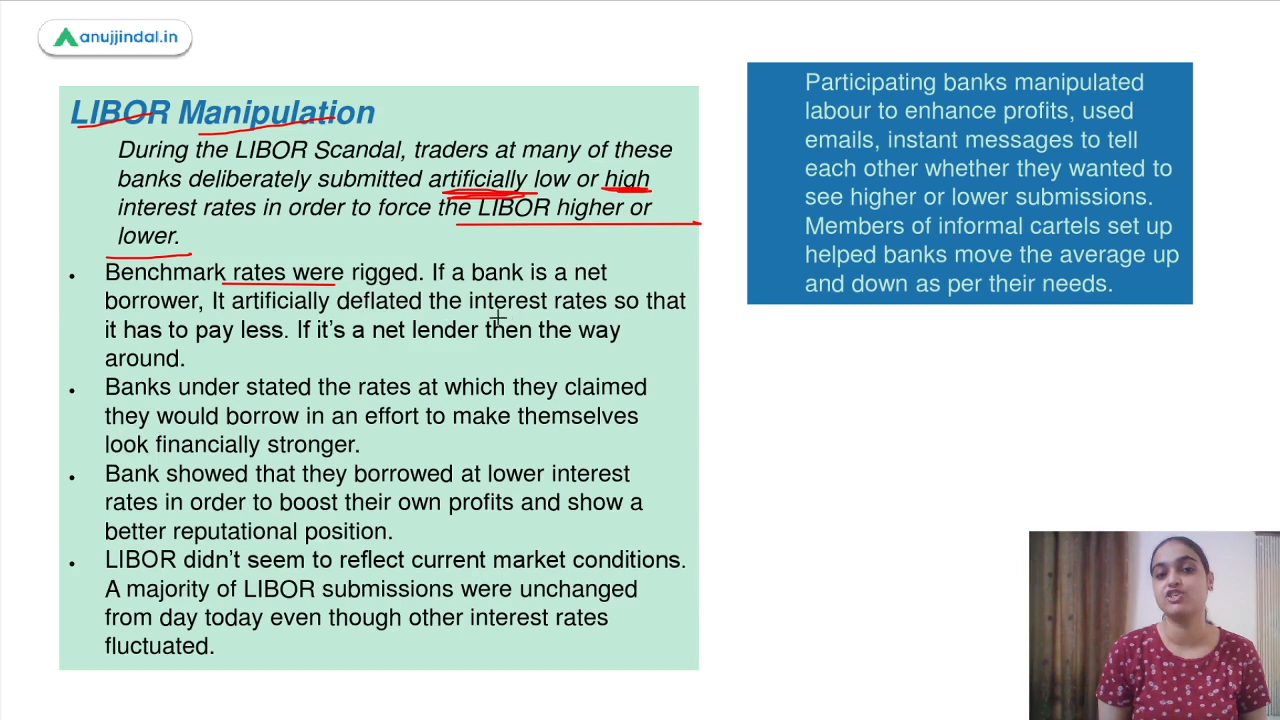 anujjindal.in
LIBOR Manipulation
During the LIBOR Scandal, traders at many of these
banks deliberately submitted artificially low or high
interest rates in order to force the LIBOR higher or
lower.
• Benchmark rates were rigged. If a bank is a net
borrower, It artificially deflated the interest rates so that
it has to pay less. If it's a net lender then the way
around.
• Banks under stated the rates at which they claimed
they would borrow in an effort to make themselves
look financially stronger.
• Bank showed that they borrowed at lower interest
rates in order to boost their own profits and show a
better reputational position.
• LIBOR didn't seem to reflect current market conditions.
A majority of LIBOR submissions were unchanged
from day today even though other interest rates
fluctuated.
Participating banks manipulated
labour to enhance profits, used
emails, instant messages to tell
each other whether they wanted to
see higher or lower submissions.
Members of informal cartels set up
helped banks move the average up
and down as per their needs.